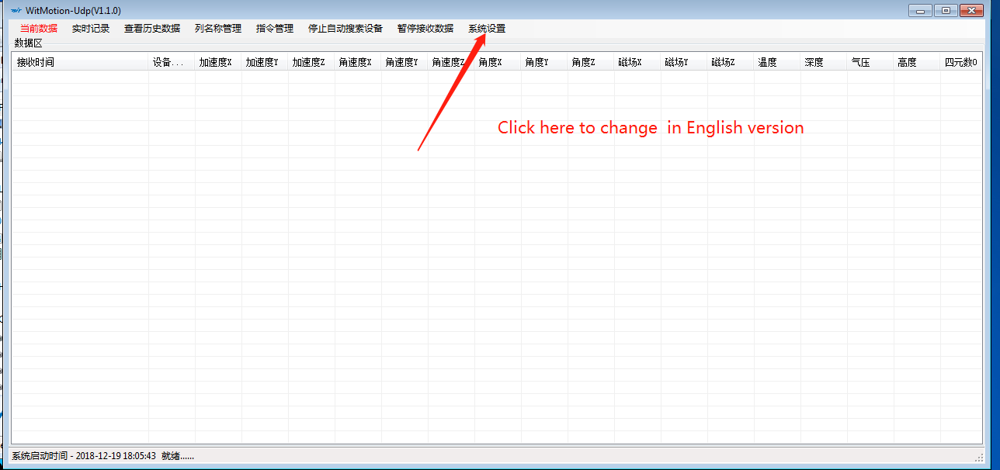 WitMotion-Udp(V1.1.0)
当前数据 实时记录 查看历史数据 列名称管理 指令管理 停止自动搜索设备 暂停接收数据 系统设置
数据区
接收时间 设备... 加速度X 加速度Y 加速度Z 角速度X 角速度Y 角速度Z 角度X 角度Y 角度Z 磁场X 磁场Y 磁场Z 温度 深度 气压 高度 四元数0
Click here to change in English version
系统启动时间 - 2018-12-19 18:05:43 就绪......